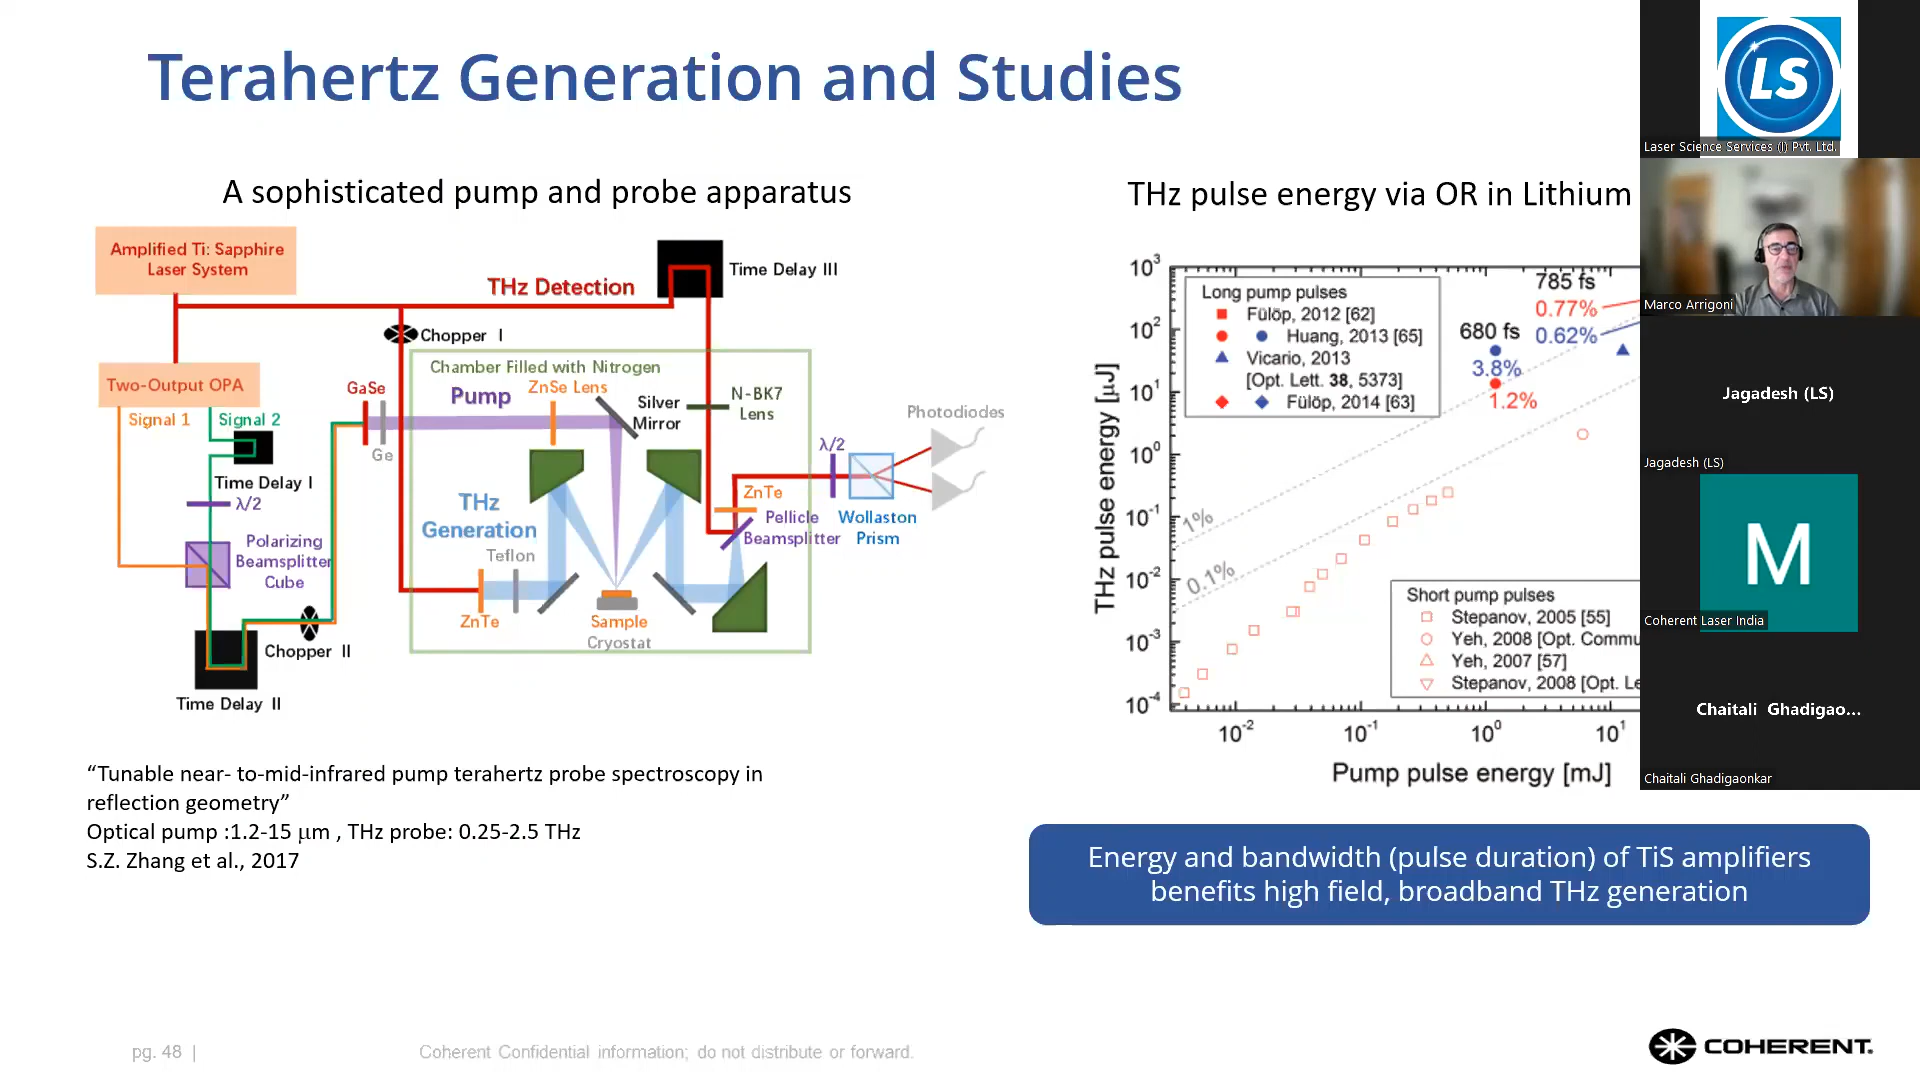 Terahertz Generation and Studies
A sophisticated pump and probe apparatus
Amplified Ti: Sapphire
Laser System
THz Detection
Time Delay III
Chopper I
Two-Output OPA
Signal 1
Signal 2
Time Delay I
λ/2
Polarizing
Beamsplitter
Cube
Chopper II
Time Delay II
GaSe
Ge
Chamber Filled with Nitrogen
Pump
ZnSe Lens
Silver
Mirror
N-BK7
Lens
THz
Generation
Teflon
ZnTe
Sample
Cryostat
ZnTe
Pellicle
Beamsplitter
λ/2
Wollaston
Prism
Photodiodes
“Tunable near- to-mid-infrared pump terahertz probe spectroscopy in
reflection geometry”
Optical pump :1.2-15 μm , THz probe: 0.25-2.5 THz
S.Z. Zhang et al., 2017
THz pulse energy via OR in Lithium
THz pulse energy [μJ]
10³
10²
10¹
10⁰
10⁻¹
10⁻²
10⁻³
10⁻⁴
Long pump pulses
Fülöp, 2012 [62]
Huang, 2013 [65]
Vicario, 2013
[Opt. Lett. 38, 5373]
Fülöp, 2014 [63]
785 fs
0.77%
0.62%
680 fs
3.8%
1.2%
1%
0.1%
Short pump pulses
Stepanov, 2005 [55]
Yeh, 2008 [Opt. Commu
Yeh, 2007 [57]
Stepanov, 2008 [Opt. Le
10⁻²
10⁻¹
10⁰
10¹
Pump pulse energy [mJ]
Energy and bandwidth (pulse duration) of TiS amplifiers
benefits high field, broadband THz generation
pg. 48 |
Coherent Confidential information; do not distribute or forward.
COHERENT.
LS
Laser Science Services (I) Pvt. Ltd.
Marco Arrigoni
Jagadesh (LS)
Jagadesh (LS)
M
Coherent Laser India
Chaitali Ghadigao...
Chaitali Ghadigaonkar